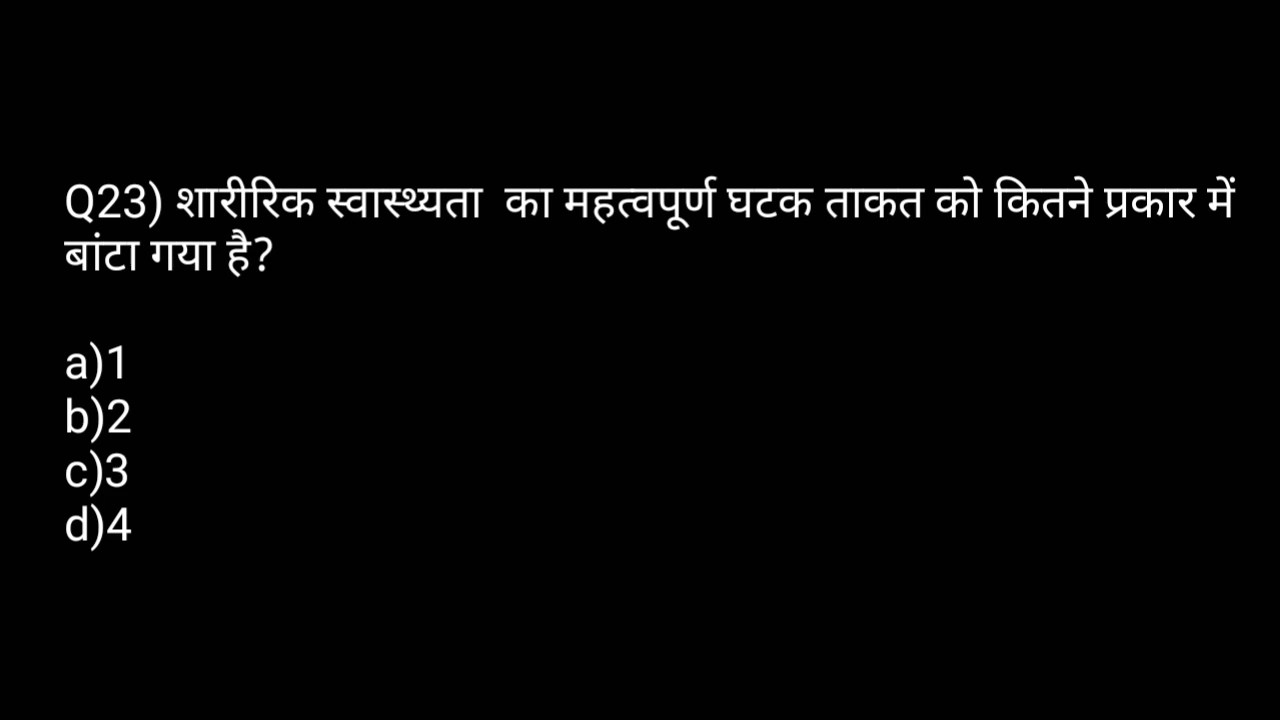 Q23) शारीरिक स्वास्थ्यता का महत्वपूर्ण घटक ताकत को कितने प्रकार में
बांटा गया है?
a)1
b)2
c)3
d)4